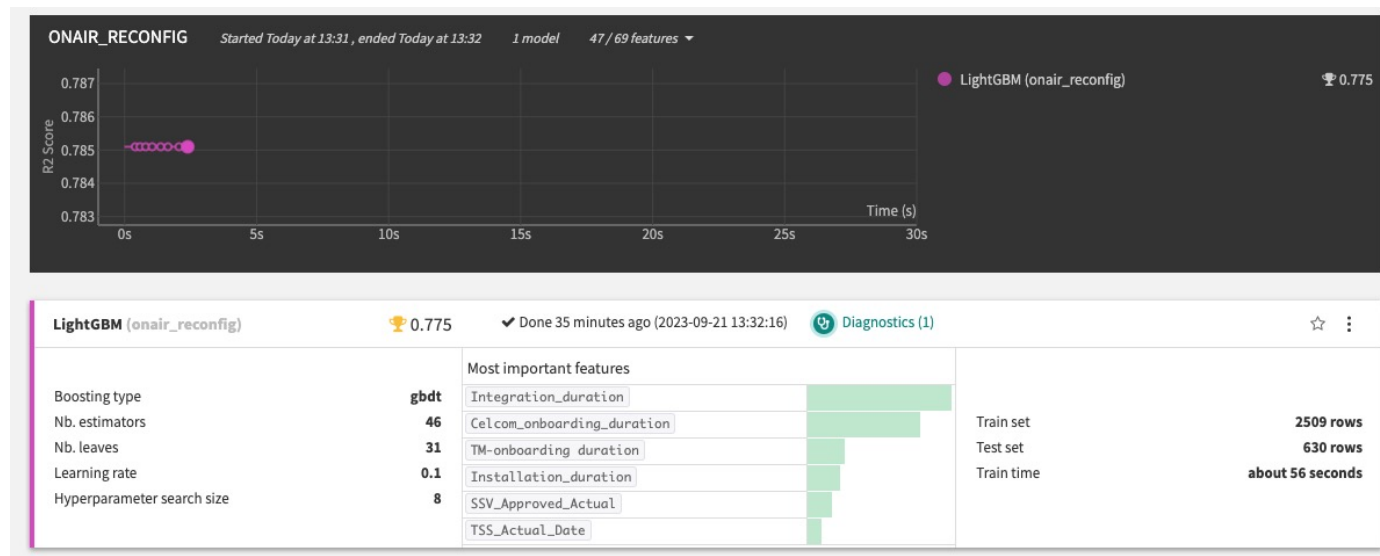 ONAIR_RECONFIG Started Today at 13:31 , ended Today at 13:32 1 model 47 / 69 features
0.787
0.786
0.785
0.784
0.783
R2 Score
LightGBM (onair_reconfig) 0.775
Time (s)
0s 5s 10s 15s 20s 25s 30s
LightGBM (onair_reconfig) 0.775 Done 35 minutes ago (2023-09-21 13:32:16) Diagnostics (1)
Most important features
Boosting type gbdt
Nb. estimators 46
Nb. leaves 31
Learning rate 0.1
Hyperparameter search size 8
Integration_duration
Celcom_onboarding_duration
TM-onboarding duration
Installation_duration
SSV_Approved_Actual
TSS_Actual_Date
Train set 2509 rows
Test set 630 rows
Train time about 56 seconds